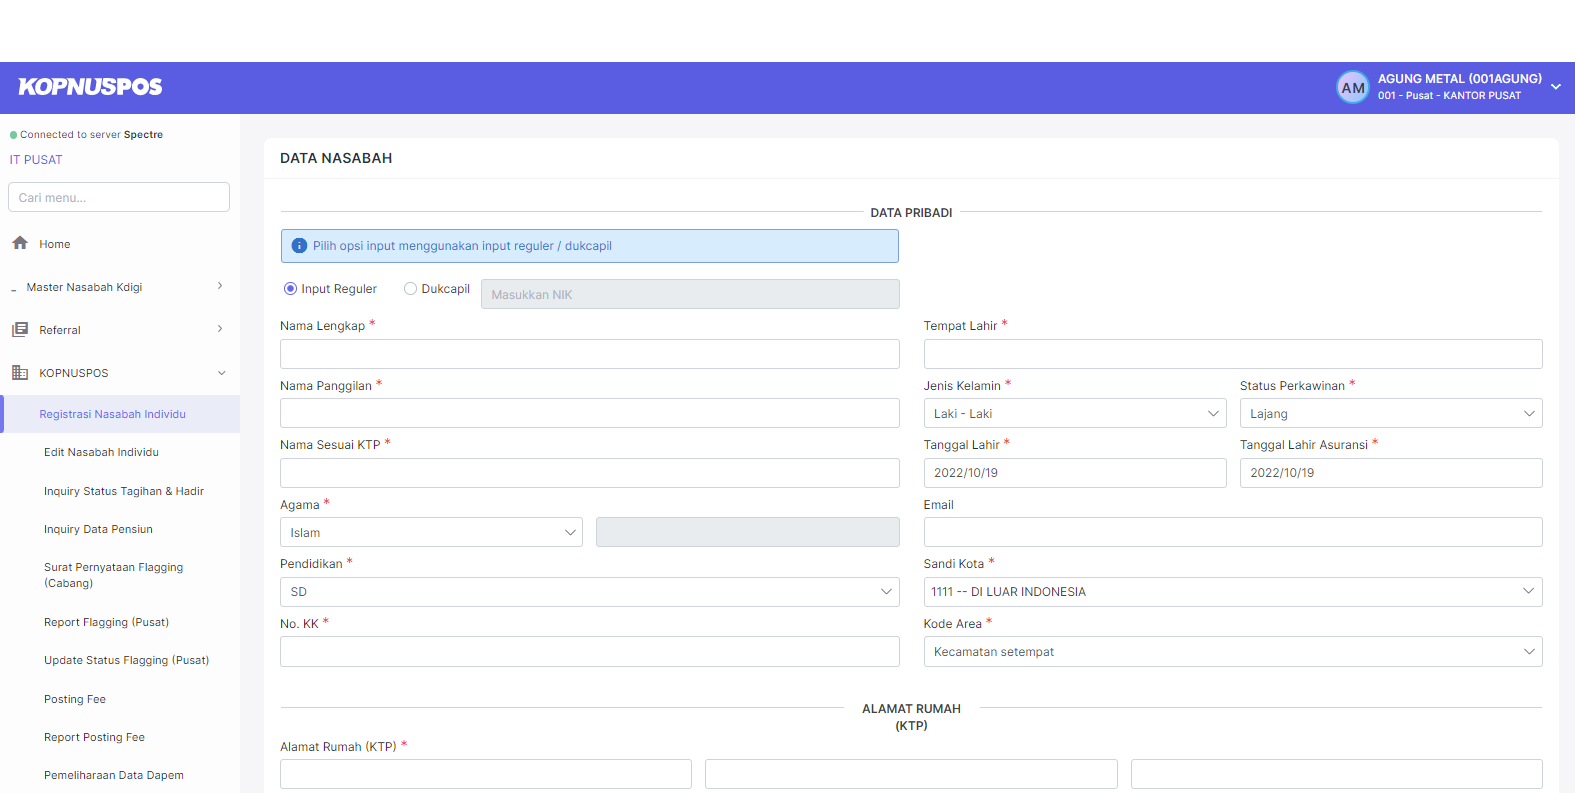 KOPNUSPOS
AGUNG METAL (001AGUNG)
001 - Pusat - KANTOR PUSAT
AM
Connected to server Spectre
IT PUSAT
Cari menu...
Home
Master Nasabah Kdigi
Referral
KOPNUSPOS
Registrasi Nasabah Individu
Edit Nasabah Individu
Inquiry Status Tagihan & Hadir
Inquiry Data Pensiun
Surat Pernyataan Flagging
(Cabang)
Report Flagging (Pusat)
Update Status Flagging (Pusat)
Posting Fee
Report Posting Fee
Pemeliharaan Data Dapem
DATA NASABAH
DATA PRIBADI
Pilih opsi input menggunakan input reguler / dukcapil
Input Reguler Dukcapil Masukkan NIK
Nama Lengkap * Tempat Lahir *
Nama Panggilan * Jenis Kelamin * Status Perkawinan *
Laki - Laki Lajang
Nama Sesuai KTP * Tanggal Lahir * Tanggal Lahir Asuransi *
2022/10/19 2022/10/19
Agama * Email
Islam
Pendidikan * Sandi Kota *
SD 1111 -- DI LUAR INDONESIA
No. KK * Kode Area *
Kecamatan setempat
ALAMAT RUMAH
(KTP)
Alamat Rumah (KTP) *